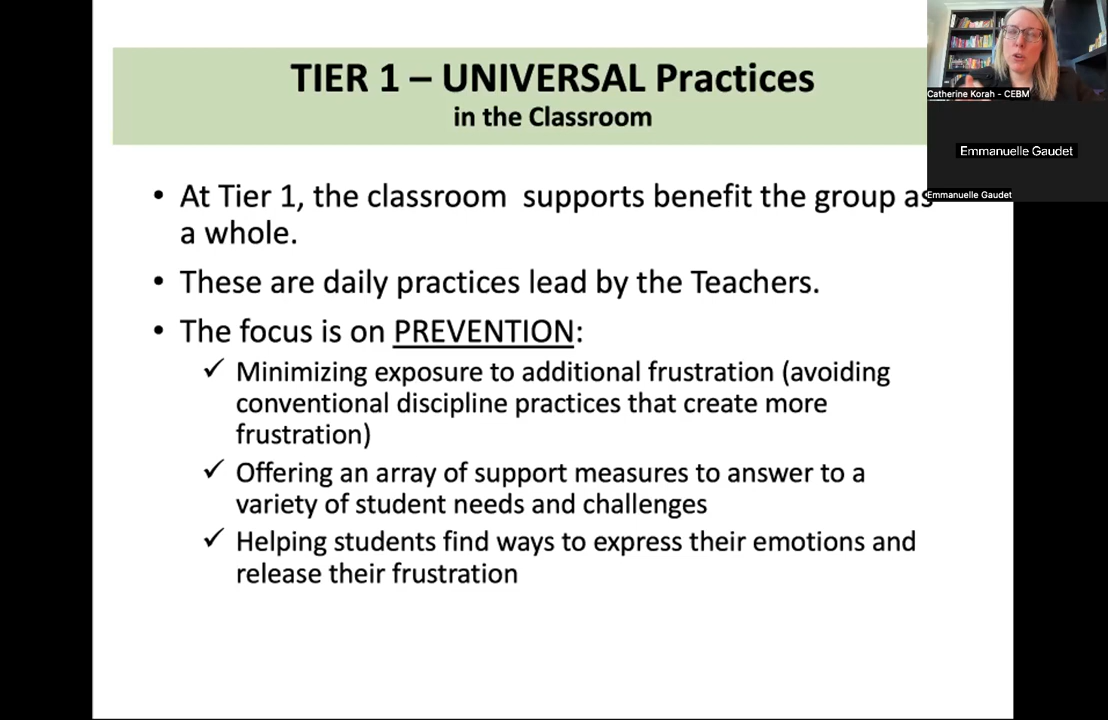 TIER 1 – UNIVERSAL Practices
in the Classroom
Catherine Korah - CEBM
Emmanuelle Gaudet
Emmanuelle Gaudet
• At Tier 1, the classroom supports benefit the group as
a whole.
• These are daily practices lead by the Teachers.
• The focus is on PREVENTION:
✓ Minimizing exposure to additional frustration (avoiding
conventional discipline practices that create more
frustration)
✓ Offering an array of support measures to answer to a
variety of student needs and challenges
✓ Helping students find ways to express their emotions and
release their frustration